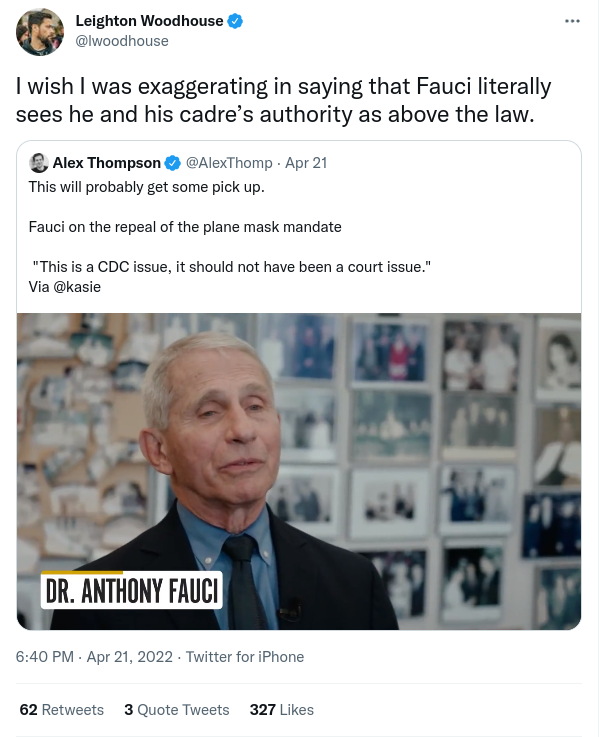 Leighton Woodhouse
@lwoodhouse
I wish I was exaggerating in saying that Fauci literally
sees he and his cadre’s authority as above the law.
Alex Thompson @AlexThomp · Apr 21
This will probably get some pick up.
Fauci on the repeal of the plane mask mandate
"This is a CDC issue, it should not have been a court issue."
Via @kasie
DR. ANTHONY FAUCI
6:40 PM · Apr 21, 2022 · Twitter for iPhone
62 Retweets 3 Quote Tweets 327 Likes